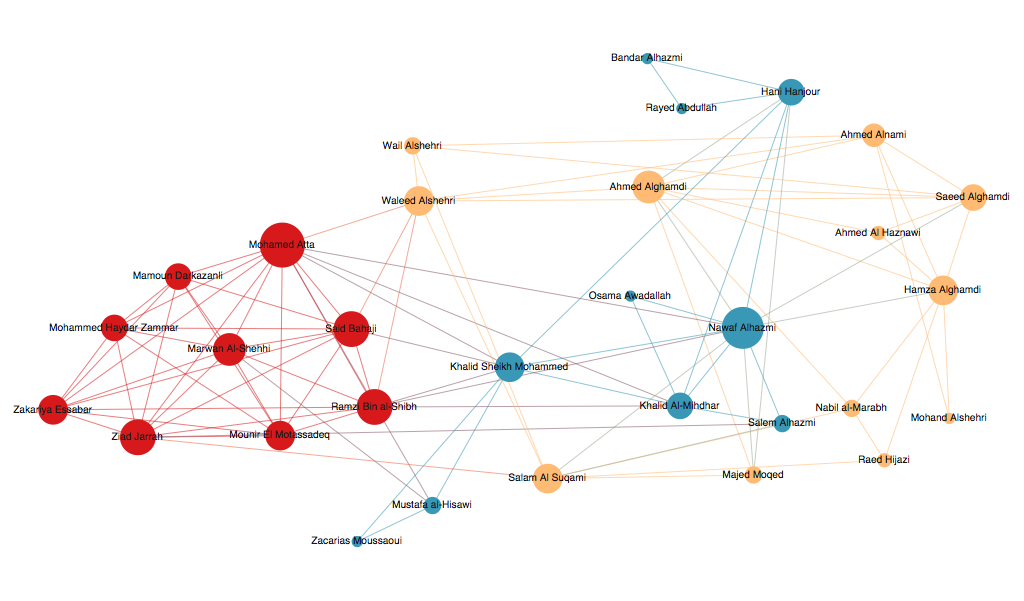 Bandar Alhazmi
Hani Hanjour
Rayed Abdullah
Ahmed Alnami
Wail Alshehri
Ahmed Alghamdi
Saeed Alghamdi
Waleed Alshehri
Ahmed Al Haznawi
Mohamed Atta
Mamoun Darkazanli
Hamza Alghamdi
Osama Awadallah
Mohammed Haydar Zammar
Said Bahaji
Nawaf Alhazmi
Marwan Al-Shehhi
Khalid Sheikh Mohammed
Zakariya Essabar
Ramzi Bin al-Shibh
Khalid Al-Mihdhar
Nabil al-Marabh
Mohand Alshehri
Salem Alhazmi
Ziad Jarrah
Mounir El Motassadeq
Raed Hijazi
Majed Moqed
Salam Al Suqami
Mustafa al-Hisawi
Zacarias Moussaoui